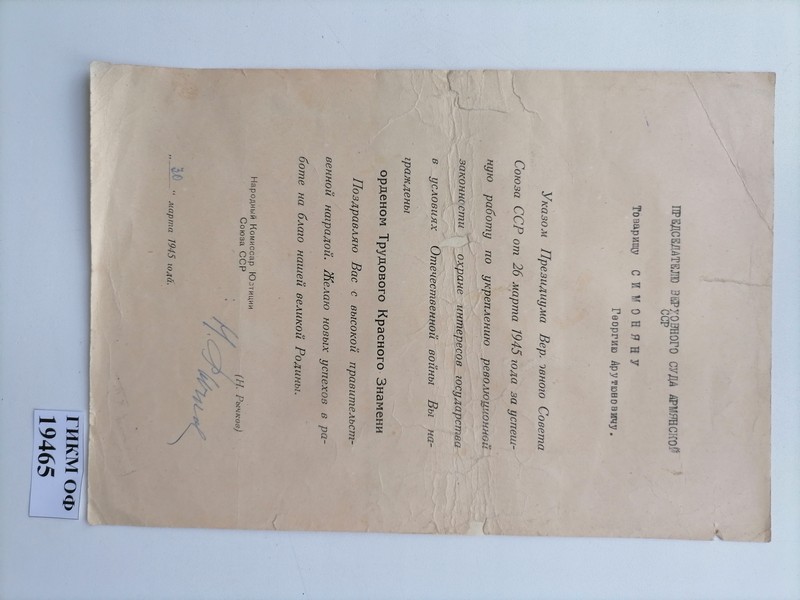 ПРЕДСЕДАТЕЛЮ ВЕРХОВНОГО СУДА АРМЯНСКОЙ
ССР
Товарищу СИМОНЯНУ
Георгию Арутюновичу.
Указом Президиума Вер. овного Совета
Союза ССР от 26 марта 1945 года за успеш-
ную работу по укреплению революционной
законности охране интересов государства
в условиях Отечественной войны Вы на-
граждены
орденом Трудового Красного Знамени
Поздравляю Вас с высокой правительст-
венной наградой. Желаю новых успехов в ра-
боте на благо нашей великой Родины.
Народный Комиссар Юстиции
Союза ССР
(Н. Рычков)
„30" марта 1945 года.
ГИКМ ОФ
19465